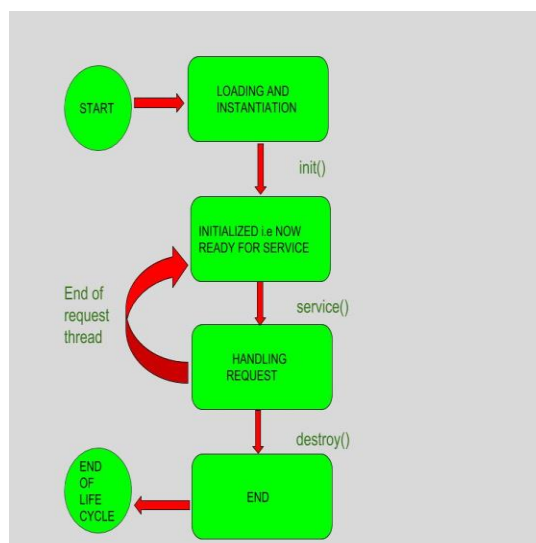 START
LOADING AND
INSTANTIATION
init()
INITIALIZED i.e NOW
READY FOR SERVICE
End of
request
thread
service()
HANDLING
REQUEST
destroy()
END
OF
LIFE
CYCLE
END